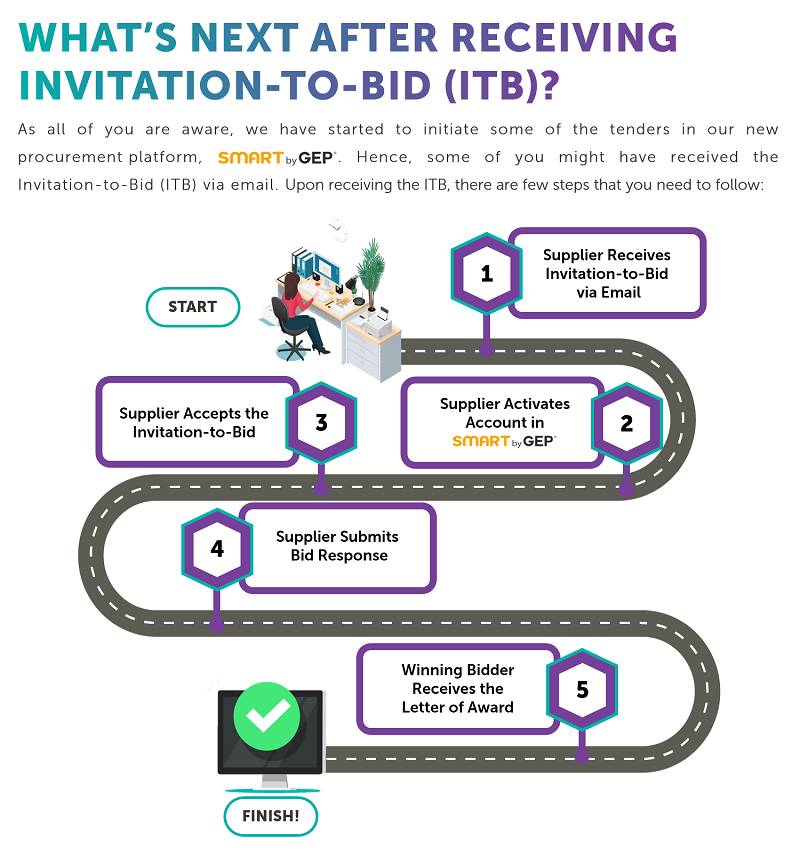 WHAT'S NEXT AFTER RECEIVING
INVITATION-TO-BID (ITB)?
As all of you are aware, we have started to initiate some of the tenders in our new
procurement platform, SMART by GEP®. Hence, some of you might have received the
Invitation-to-Bid (ITB) via email. Upon receiving the ITB, there are few steps that you need to follow:
START
1
Supplier Receives
Invitation-to-Bid
via Email
2
Supplier Activates
Account in
SMART by GEP®
3
Supplier Accepts the
Invitation-to-Bid
4
Supplier Submits
Bid Response
5
Winning Bidder
Receives the
Letter of Award
FINISH!